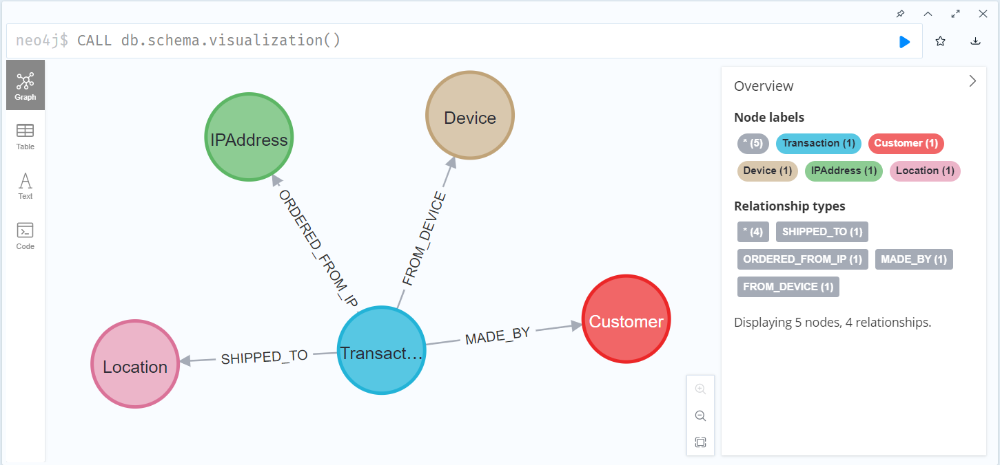 neo4j$ CALL db.schema.visualization()
Graph
Table
Text
Code
IPAddress
Device
ORDERED_FROM_IP
FROM_DEVICE
Customer
MADE_BY
Transact...
SHIPPED_TO
Location
Overview
Node labels
* (5) Transaction (1) Customer (1)
Device (1) IPAddress (1) Location (1)
Relationship types
* (4) SHIPPED_TO (1)
ORDERED_FROM_IP (1) MADE_BY (1)
FROM_DEVICE (1)
Displaying 5 nodes, 4 relationships.